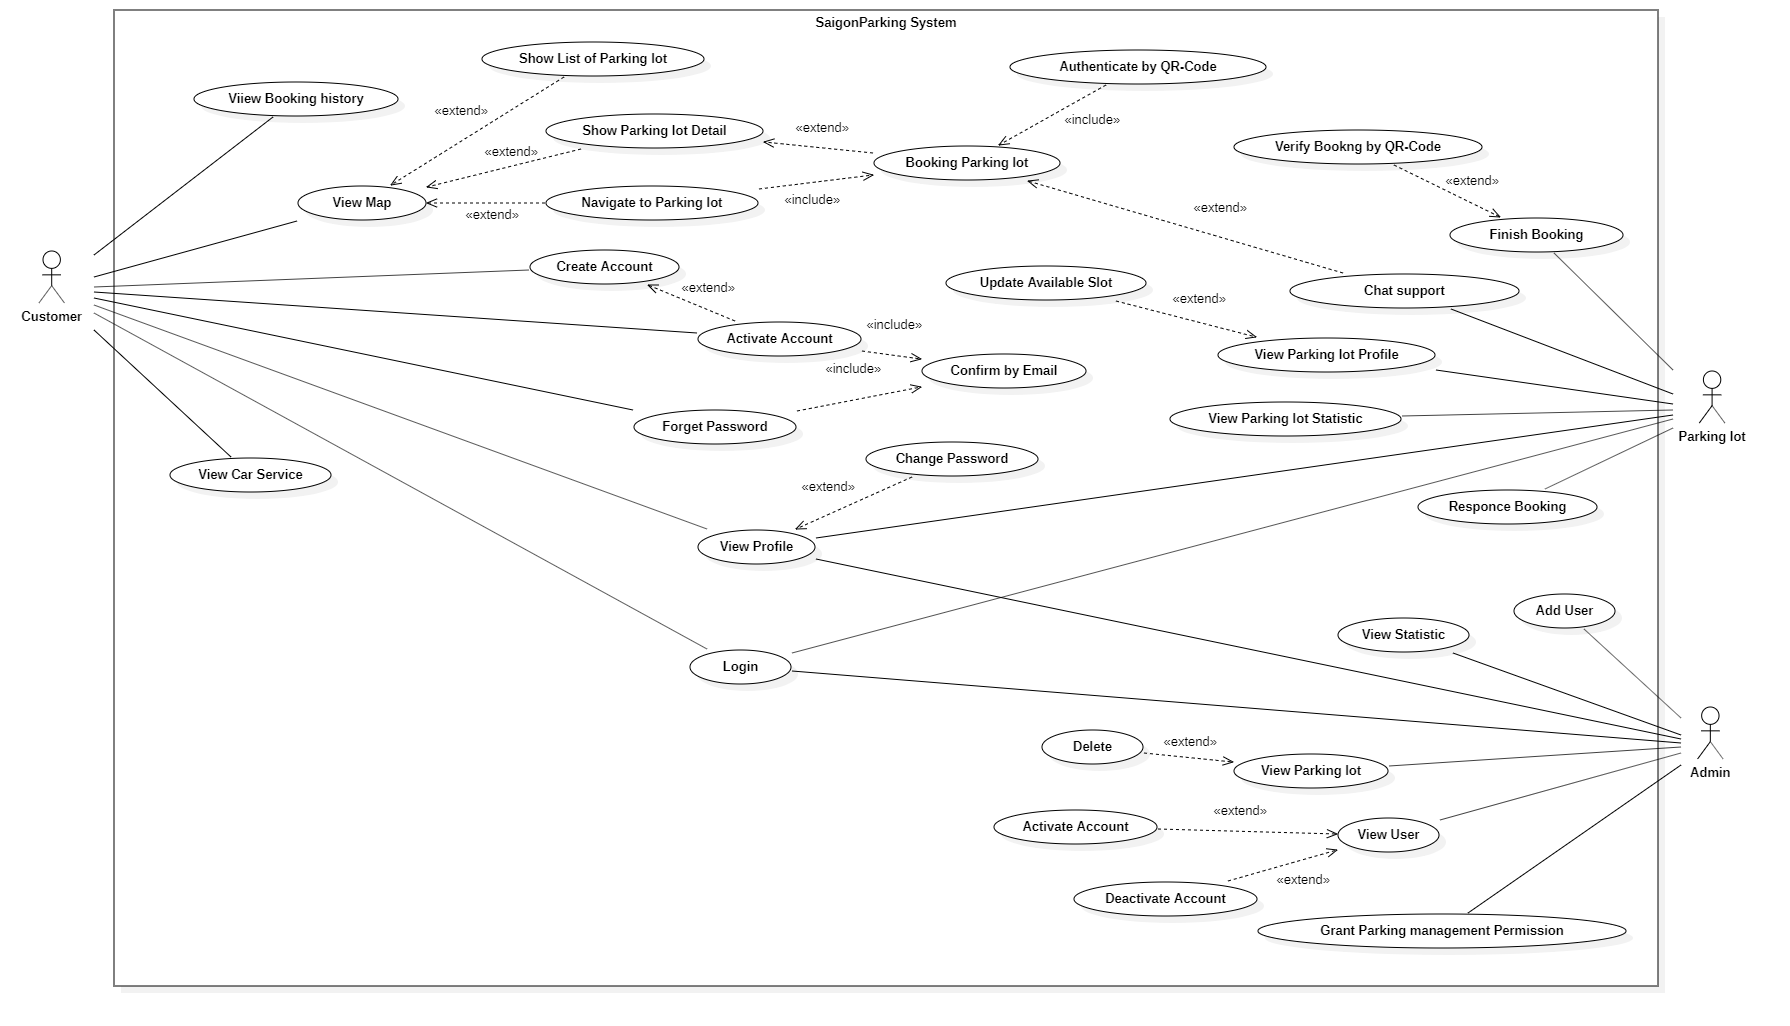 SaigonParking System
Show List of Parking lot
Authenticate by QR-Code
Viiew Booking history
«extend»
«include»
Show Parking lot Detail
«extend»
Verify Bookng by QR-Code
«extend»
Booking Parking lot
«extend»
View Map
Navigate to Parking lot
«include»
«extend»
«extend»
Finish Booking
Customer
Create Account
«extend»
Update Available Slot
«extend»
Chat support
Activate Account
«include»
View Parking lot Profile
«include»
Confirm by Email
Parking lot
View Parking lot Statistic
Forget Password
Change Password
View Car Service
«extend»
Responce Booking
View Profile
Add User
View Statistic
Login
Delete
«extend»
View Parking lot
Admin
«extend»
Activate Account
View User
«extend»
Deactivate Account
Grant Parking management Permission